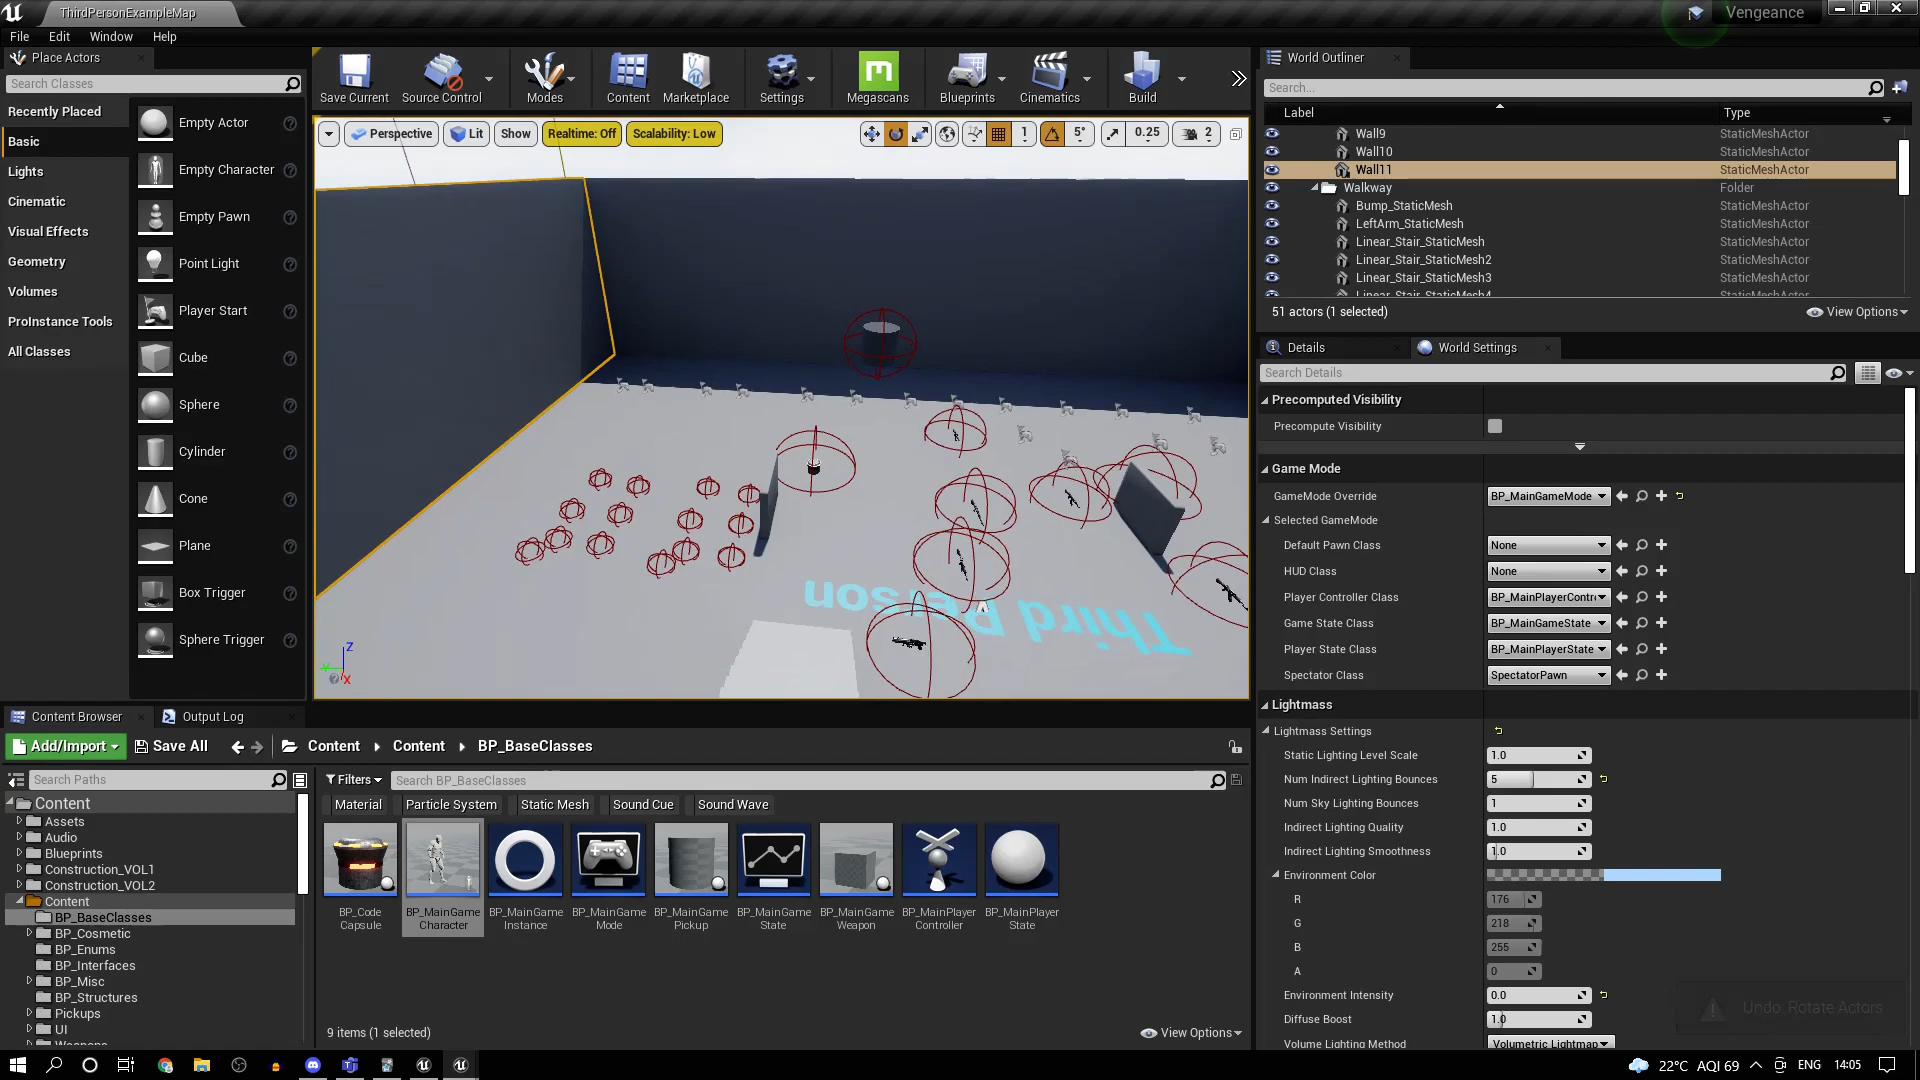 ThirdPersonExampleMap
Vengeance
File Edit Window Help
Place Actors
Search Classes
Recently Placed
Basic
Lights
Cinematic
Visual Effects
Geometry
Volumes
ProInstance Tools
All Classes
Empty Actor
Empty Character
Empty Pawn
Point Light
Player Start
Cube
Sphere
Cylinder
Cone
Plane
Box Trigger
Sphere Trigger
Save Current Source Control Modes Content Marketplace Settings Megascans Blueprints Cinematics Build
Perspective Lit Show Realtime: Off Scalability: Low 1 5° 0.25 2
Third Person
Z
Y
X
World Outliner
Search...
Label Type
Wall9 StaticMeshActor
Wall10 StaticMeshActor
Wall11 StaticMeshActor
Walkway Folder
Bump_StaticMesh StaticMeshActor
LeftArm_StaticMesh StaticMeshActor
Linear_Stair_StaticMesh StaticMeshActor
Linear_Stair_StaticMesh2 StaticMeshActor
Linear_Stair_StaticMesh3 StaticMeshActor
Linear_Stair_StaticMesh4 StaticMeshActor
51 actors (1 selected) View Options
Details World Settings
Search Details
Precomputed Visibility
Precompute Visibility
Game Mode
GameMode Override BP_MainGameMode
Selected GameMode
Default Pawn Class None
HUD Class None
Player Controller Class BP_MainPlayerContr
Game State Class BP_MainGameState
Player State Class BP_MainPlayerState
Spectator Class SpectatorPawn
Lightmass
Lightmass Settings
Static Lighting Level Scale 1.0
Num Indirect Lighting Bounces 5
Num Sky Lighting Bounces 1
Indirect Lighting Quality 1.0
Indirect Lighting Smoothness 1.0
Environment Color
R 176
G 218
B 255
A 0
Environment Intensity 0.0
Diffuse Boost 1.0
Volume Lighting Method Volumetric Lightmap
Undo: Rotate Actors
Content Browser Output Log
Add/Import Save All Content Content BP_BaseClasses
Search Paths
Filters Search BP_BaseClasses
Material Particle System Static Mesh Sound Cue Sound Wave
Content
Assets
Audio
Blueprints
Construction_VOL1
Construction_VOL2
Content
BP_BaseClasses
BP_Cosmetic
BP_Enums
BP_Interfaces
BP_Misc
BP_Structures
Pickups
UI
Weapons
BP_Code Capsule
BP_MainGame Character
BP_MainGame Instance
BP_MainGame Mode
BP_MainGame Pickup
BP_MainGame State
BP_MainGame Weapon
BP_MainPlayer Controller
BP_MainPlayer State
9 items (1 selected) View Options
22°C AQI 69 ENG 14:05